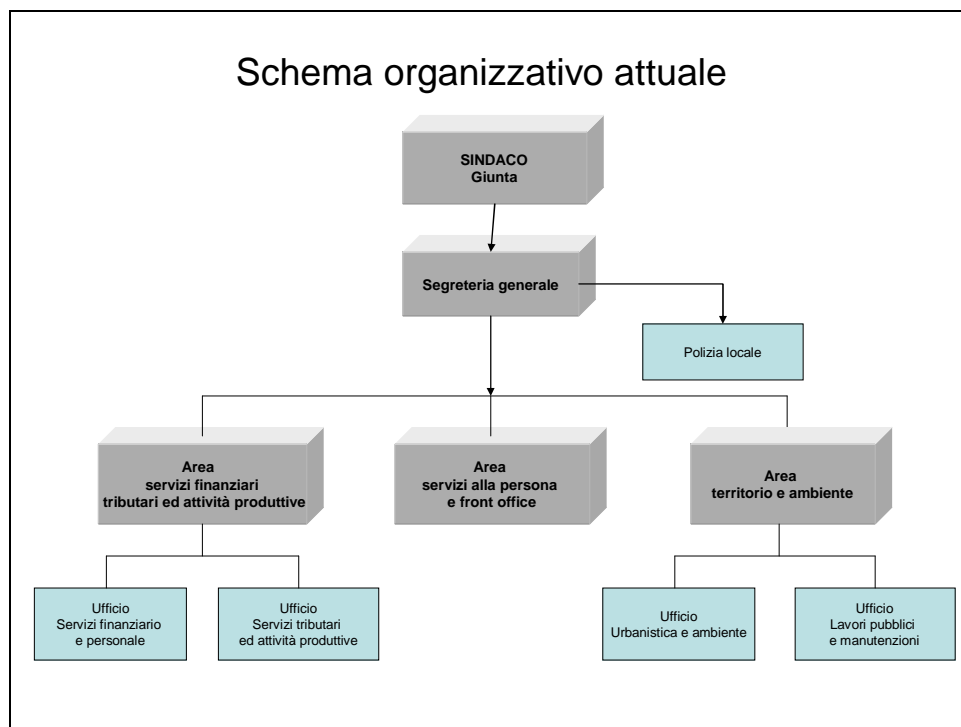 Schema organizzativo attuale
SINDACO
Giunta
Segreteria generale
Polizia locale
Area
servizi finanziari
tributari ed attività produttive
Area
servizi alla persona
e front office
Area
territorio e ambiente
Ufficio
Servizi finanziario
e personale
Ufficio
Servizi tributari
ed attività produttive
Ufficio
Urbanistica e ambiente
Ufficio
Lavori pubblici
e manutenzioni